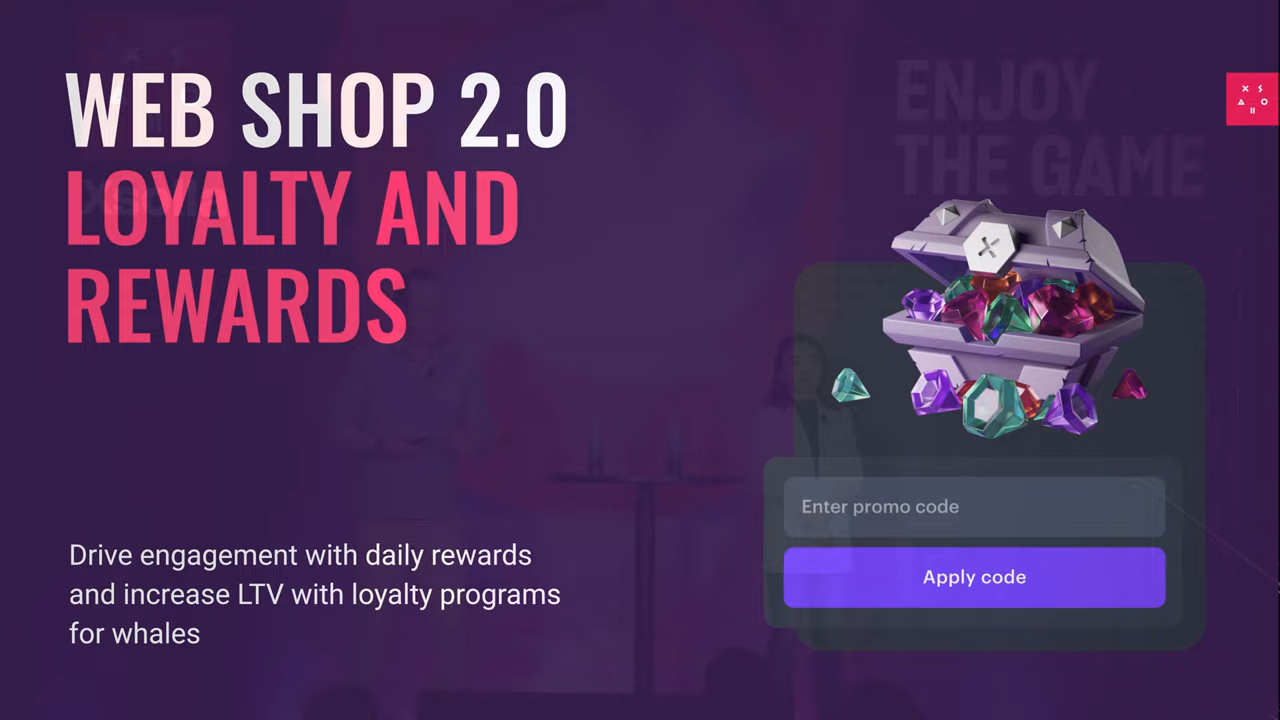 WEB SHOP 2.0
LOYALTY AND
REWARDS
ENJOY
THE GAME
xsolla
Drive engagement with daily rewards
and increase LTV with loyalty programs
for whales
Enter promo code
Apply code